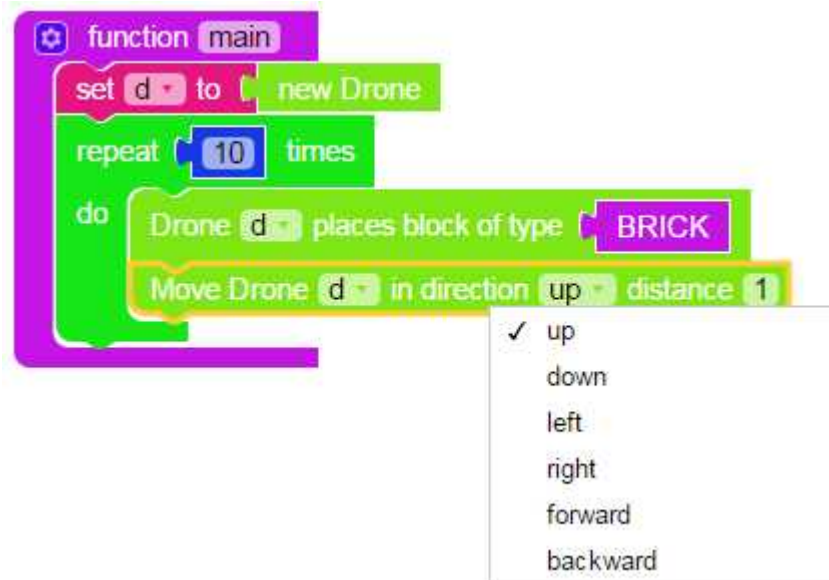 function main
set d to new Drone
repeat 10 times
do
Drone d places block of type BRICK
Move Drone d in direction up distance 1
✓ up
down
left
right
forward
backward